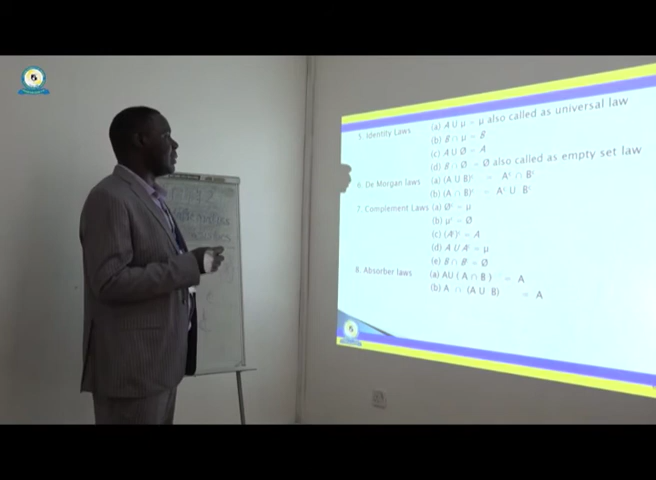 5. Identity Laws (a) A U μ = μ also called as universal law
(b) B ∩ μ = B
(c) A U Ø = A
(d) B ∩ Ø = Ø also called as empty set law
6. De Morgan laws (a) (A U B)ᶜ = Aᶜ ∩ Bᶜ
(b) (A ∩ B)ᶜ = Aᶜ U Bᶜ
7. Complement Laws (a) Øᶜ = μ
(b) μᶜ = Ø
(c) (Aᶜ)ᶜ = A
(d) A U Aᶜ = μ
(e) B ∩ Bᶜ = Ø
8. Absorber laws (a) AU ( A ∩ B ) = A
(b) A ∩ (A U B) = A